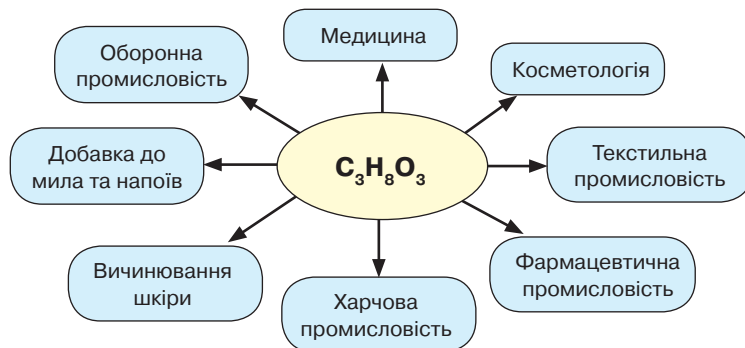 Медицина
Оборонна
промисловість
Косметологія
Добавка до
мила та напоїв
C₃H₈O₃
Текстильна
промисловість
Вичинювання
шкіри
Харчова
промисловість
Фармацевтична
промисловість